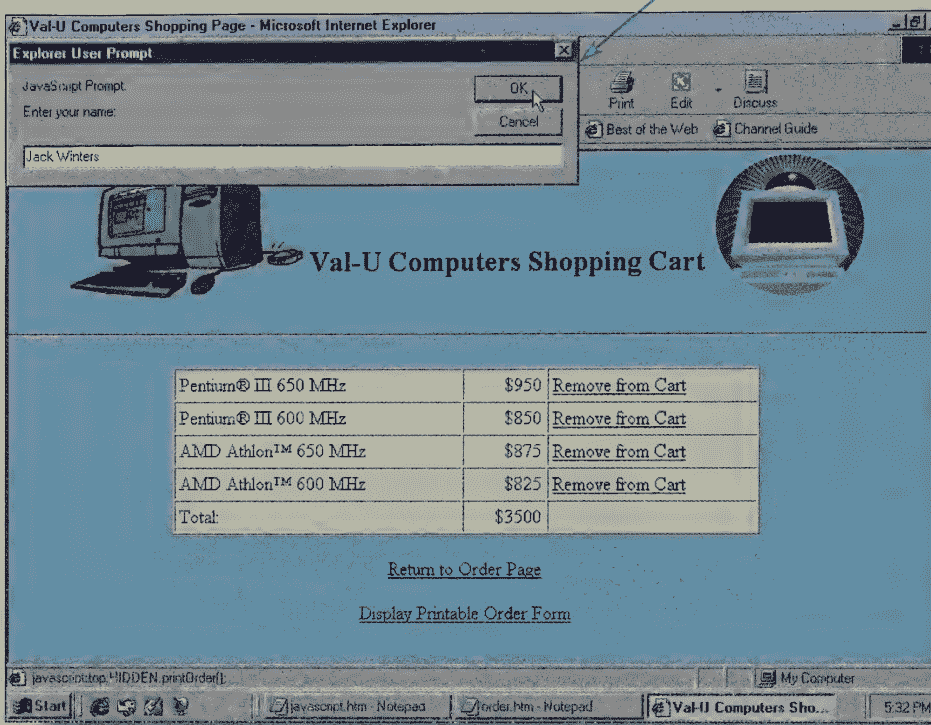 Val-U Computers Shopping Page - Microsoft Internet Explorer
Explorer User Prompt
JavaScript Prompt:
Enter your name:
OK
Cancel
Jack Winters
Print Edit Discuss
Best of the Web Channel Guide
Val-U Computers Shopping Cart
Pentium® III 650 MHz $950 Remove from Cart
Pentium® III 600 MHz $850 Remove from Cart
AMD Athlon™ 650 MHz $875 Remove from Cart
AMD Athlon™ 600 MHz $825 Remove from Cart
Total: $3500
Return to Order Page
Display Printable Order Form
javascript:top.HIDDEN.printOrder(); My Computer
Start javascript.htm - Notepad order.htm - Notepad Val-U Computers Sho... 5:32 PM